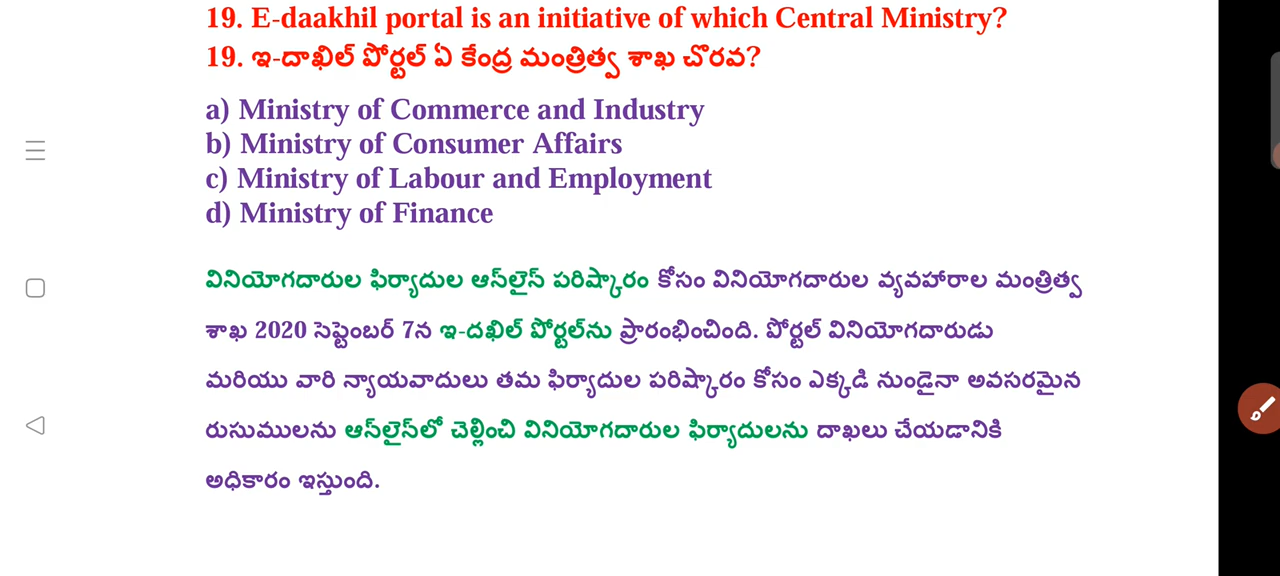 19. E-daakhil portal is an initiative of which Central Ministry?
19. ఇ-దాఖిల్ పోర్టల్ ఏ కేంద్ర మంత్రిత్వ శాఖ చొరవ?
a) Ministry of Commerce and Industry
b) Ministry of Consumer Affairs
c) Ministry of Labour and Employment
d) Ministry of Finance
వినియోగదారుల ఫిర్యాదుల ఆన్‌లైన్ పరిష్కారం కోసం వినియోగదారుల వ్యవహారాల మంత్రిత్వ
శాఖ 2020 సెప్టెంబర్ 7న ఇ-దఖిల్ పోర్టల్‌ను ప్రారంభించింది. పోర్టల్ వినియోగదారుడు
మరియు వారి న్యాయవాదులు తమ ఫిర్యాదుల పరిష్కారం కోసం ఎక్కడి నుండైనా అవసరమైన
రుసుములను ఆన్‌లైన్‌లో చెల్లించి వినియోగదారుల ఫిర్యాదులను దాఖలు చేయడానికి
అధికారం ఇస్తుంది.